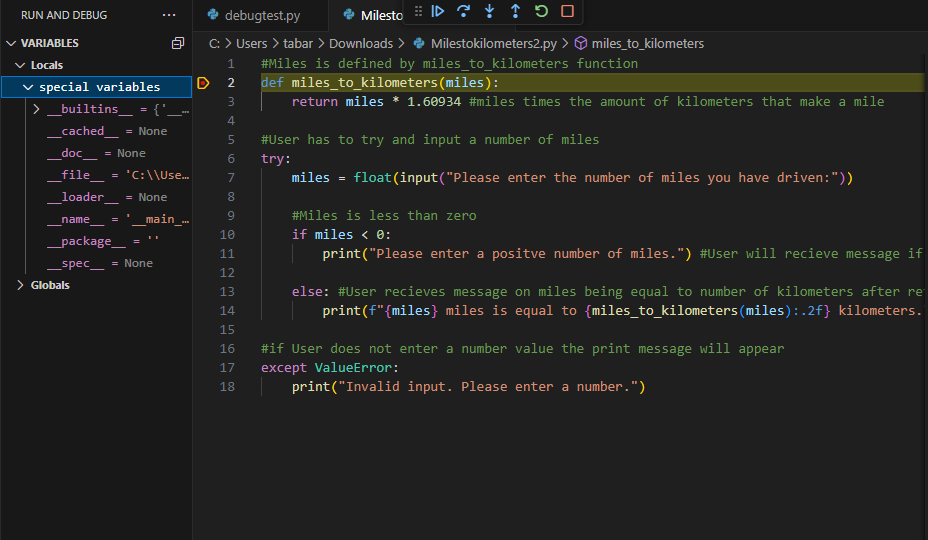 RUN AND DEBUG ...
debugtest.py
Milesto
VARIABLES
Locals
special variables
__builtins__ = {'__...
__cached__ = None
__doc__ = None
__file__ = 'C:\\Use...
__loader__ = None
__name__ = '__main_...
__package__ = ''
__spec__ = None
Globals
C: > Users > tabar > Downloads > Milestokilometers2.py > miles_to_kilometers
1 #Miles is defined by miles_to_kilometers function
2 def miles_to_kilometers(miles):
3 return miles * 1.60934 #miles times the amount of kilometers that make a mile
4
5 #User has to try and input a number of miles
6 try:
7 miles = float(input("Please enter the number of miles you have driven:"))
8
9 #Miles is less than zero
10 if miles < 0:
11 print("Please enter a positve number of miles.") #User will recieve message if
12
13 else: #User recieves message on miles being equal to number of kilometers after re
14 print(f"{miles} miles is equal to {miles_to_kilometers(miles):.2f} kilometers.
15
16 #if User does not enter a number value the print message will appear
17 except ValueError:
18 print("Invalid input. Please enter a number.")